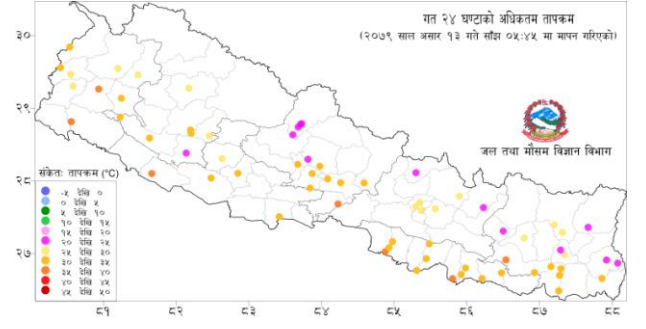 गत २४ घण्टाको अधिकतम तापक्रम
(२०७९ साल असार १३ गते साँझ ०५:४५ मा मापन गरिएको)
३०
२९
जल तथा मौसम विज्ञान विभाग
२८
संकेतः तापक्रम (°C)
-५ देखि ०
० देखि ५
५ देखि १०
१० देखि १५
१५ देखि २०
२० देखि २५
२५ देखि ३०
३० देखि ३५
३५ देखि ४०
४० देखि ४५
४५ देखि ५०
२७
८१ ८२ ८३ ८४ ८५ ८६ ८७ ८८